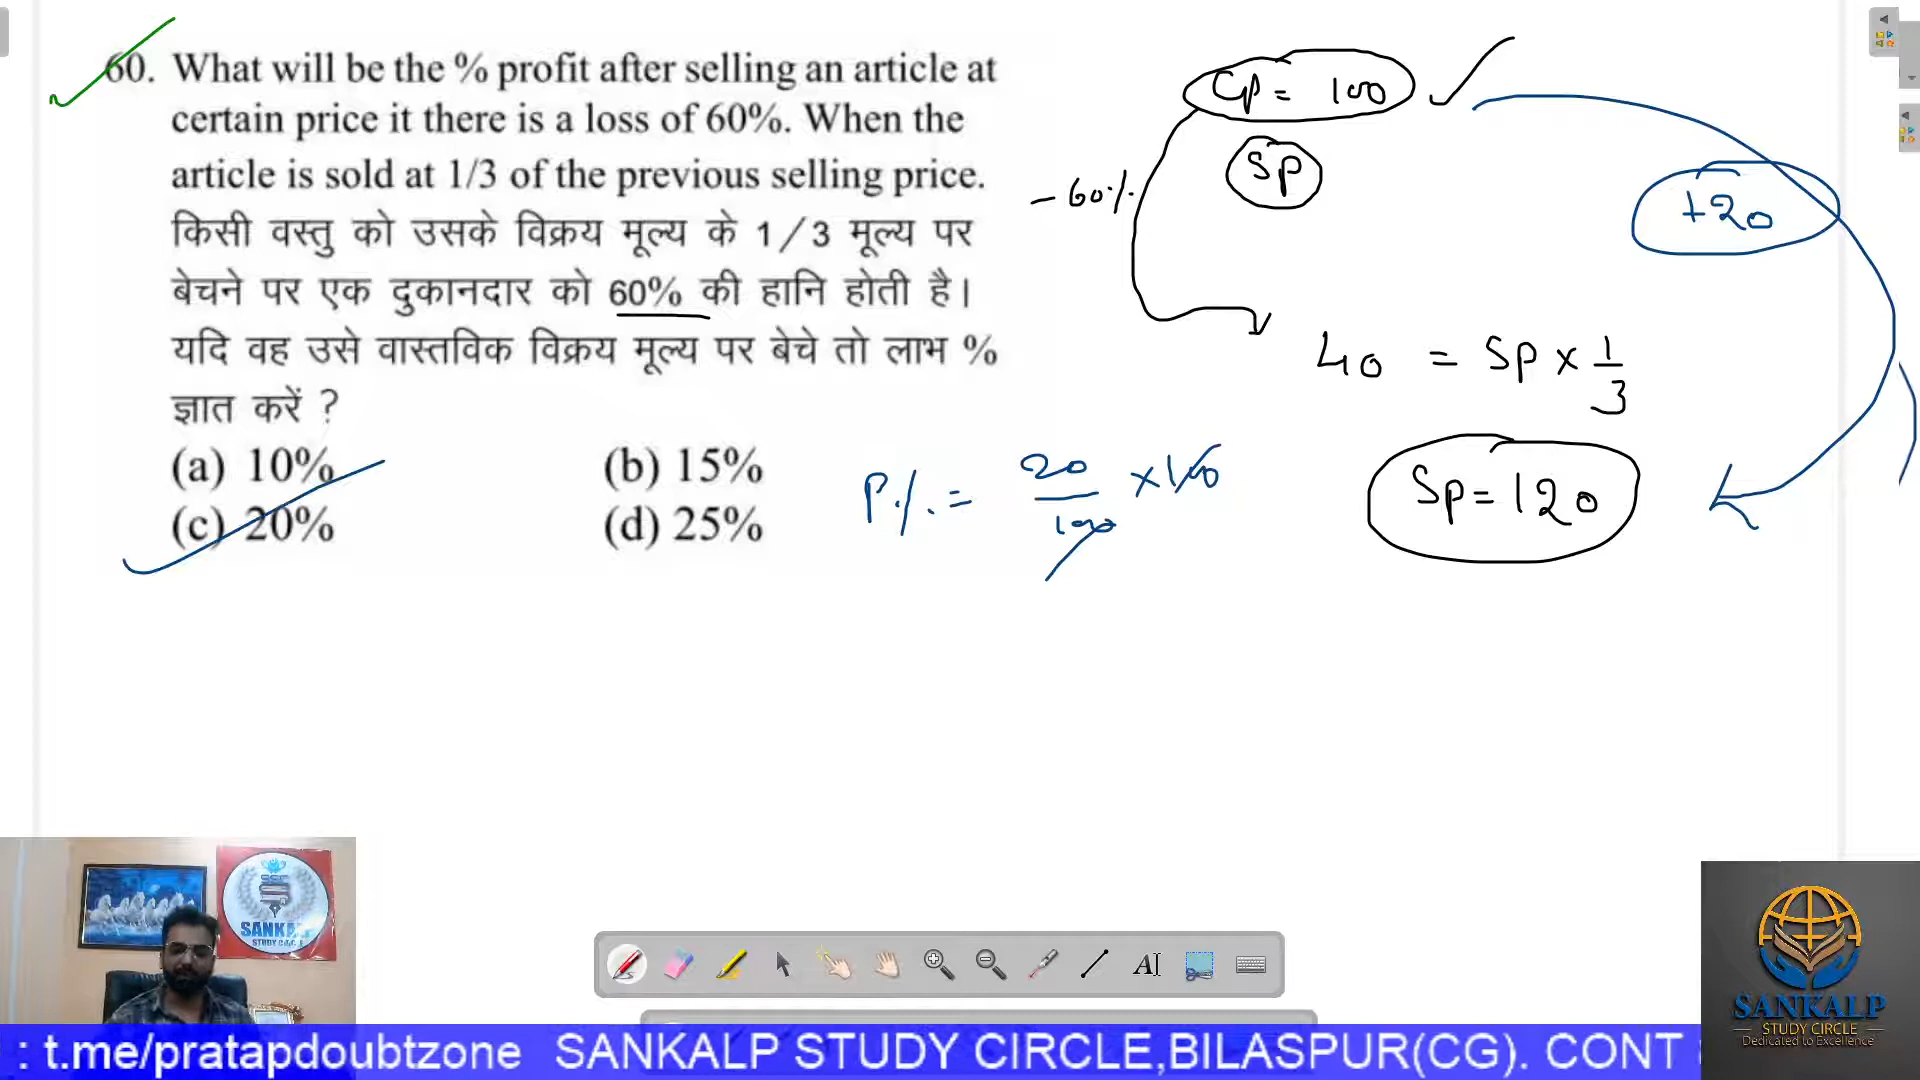 60. What will be the % profit after selling an article at
certain price it there is a loss of 60%. When the
article is sold at 1/3 of the previous selling price.
किसी वस्तु को उसके विक्रय मूल्य के 1/3 मूल्य पर
बेचने पर एक दुकानदार को 60% की हानि होती है।
यदि वह उसे वास्तविक विक्रय मूल्य पर बेचे तो लाभ %
ज्ञात करें ?
(a) 10% (b) 15%
(c) 20% (d) 25%
Cp = 100
SP
- 60%
+20
40 = SP × 1/3
SP = 120
P% = 20/100 × 100
SANKALP
STUDY CIRCLE
Dedicated to Excellence
: t.me/pratapdoubtzone SANKALP STUDY CIRCLE,BILASPUR(CG). CONT